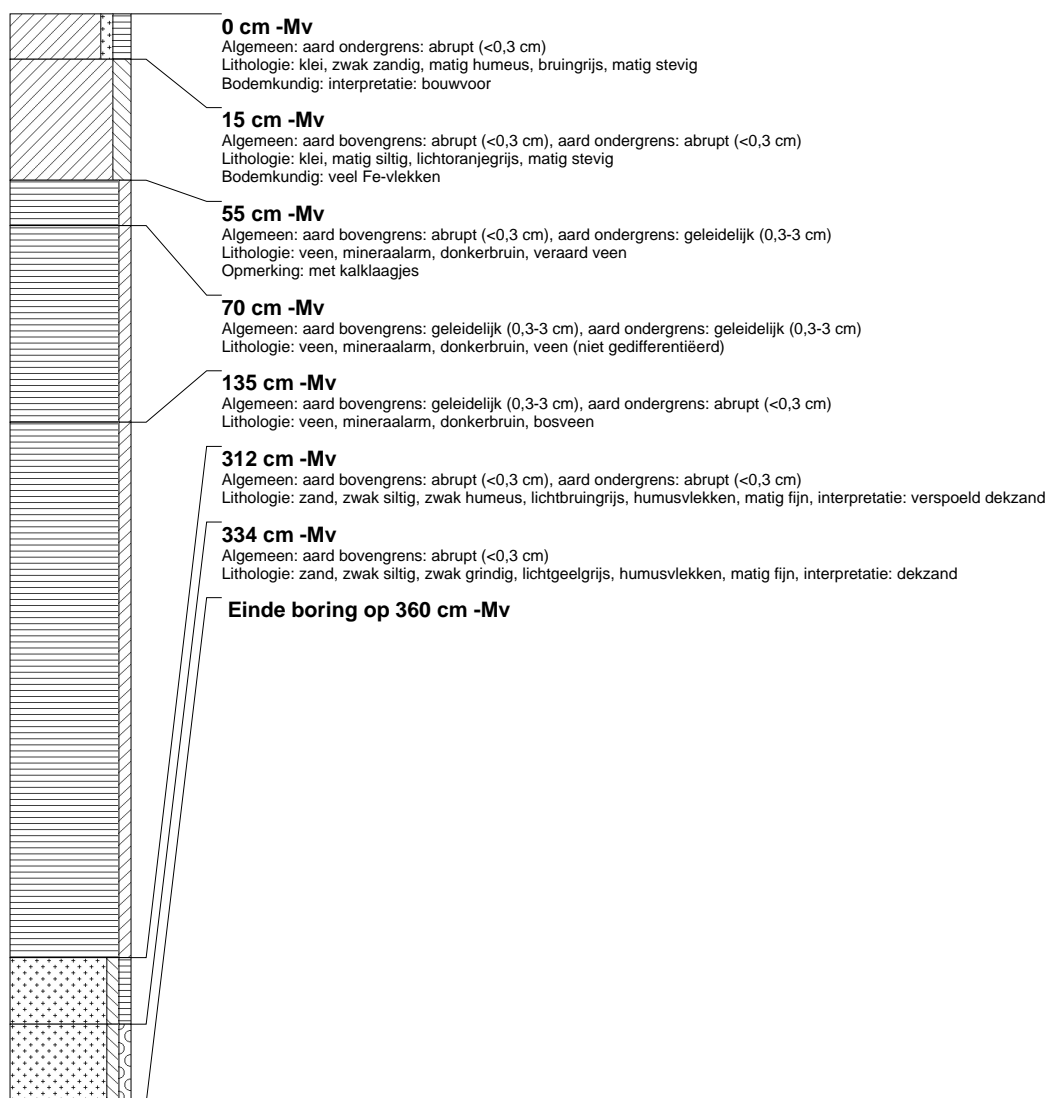 0 cm -Mv
Algemeen: aard ondergrens: abrupt (<0,3 cm)
Lithologie: klei, zwak zandig, matig humeus, bruingrijs, matig stevig
Bodemkundig: interpretatie: bouwvoor
15 cm -Mv
Algemeen: aard bovengrens: abrupt (<0,3 cm), aard ondergrens: abrupt (<0,3 cm)
Lithologie: klei, matig siltig, lichtoranjegrijs, matig stevig
Bodemkundig: veel Fe-vlekken
55 cm -Mv
Algemeen: aard bovengrens: abrupt (<0,3 cm), aard ondergrens: geleidelijk (0,3-3 cm)
Lithologie: veen, mineraalarm, donkerbruin, veraard veen
Opmerking: met kalklaagjes
70 cm -Mv
Algemeen: aard bovengrens: geleidelijk (0,3-3 cm), aard ondergrens: geleidelijk (0,3-3 cm)
Lithologie: veen, mineraalarm, donkerbruin, veen (niet gedifferentiëerd)
135 cm -Mv
Algemeen: aard bovengrens: geleidelijk (0,3-3 cm), aard ondergrens: abrupt (<0,3 cm)
Lithologie: veen, mineraalarm, donkerbruin, bosveen
312 cm -Mv
Algemeen: aard bovengrens: abrupt (<0,3 cm), aard ondergrens: abrupt (<0,3 cm)
Lithologie: zand, zwak siltig, zwak humeus, lichtbruingrijs, humusvlekken, matig fijn, interpretatie: verspoeld dekzand
334 cm -Mv
Algemeen: aard bovengrens: abrupt (<0,3 cm)
Lithologie: zand, zwak siltig, zwak grindig, lichtgeelgrijs, humusvlekken, matig fijn, interpretatie: dekzand
Einde boring op 360 cm -Mv